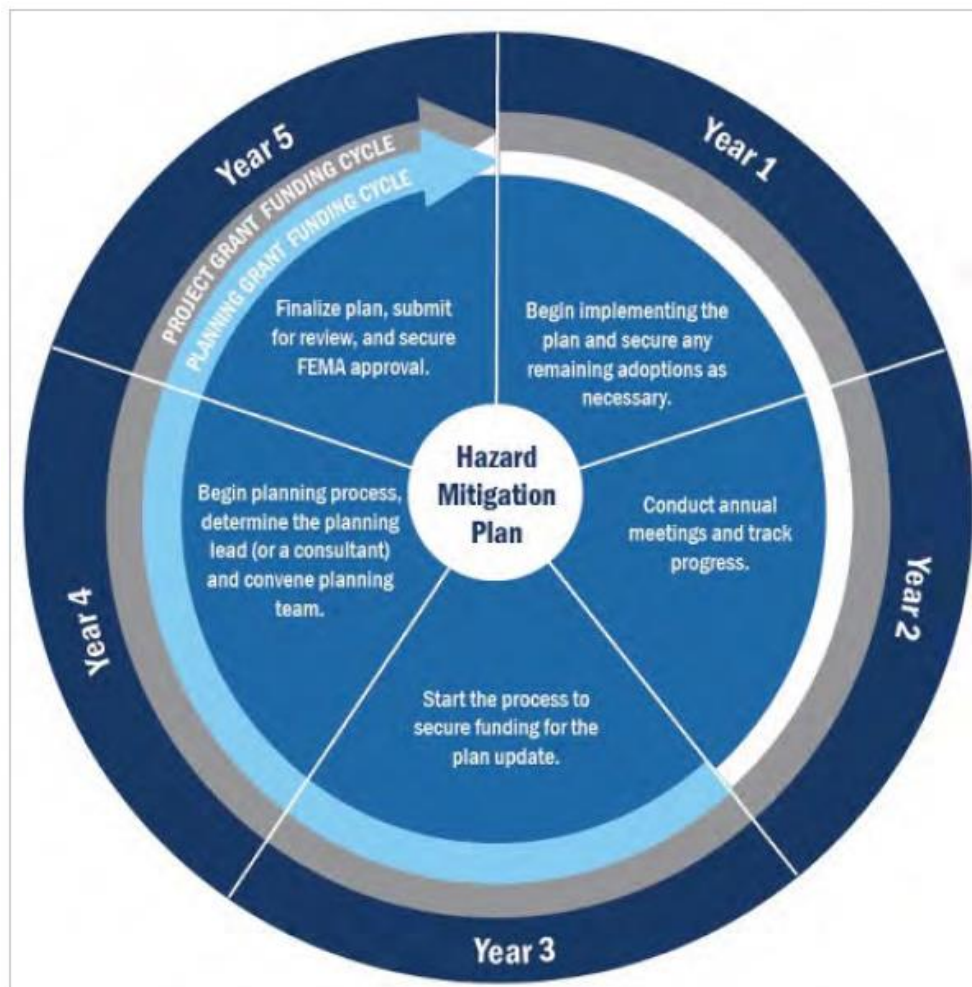 Year 1
Year 2
Year 3
Year 4
Year 5
PROJECT GRANT FUNDING CYCLE
PLANNING GRANT FUNDING CYCLE
Begin implementing the
plan and secure any
remaining adoptions as
necessary.
Conduct annual
meetings and track
progress.
Start the process to
secure funding for the
plan update.
Begin planning process,
determine the planning
lead (or a consultant)
and convene planning
team.
Finalize plan, submit
for review, and secure
FEMA approval.
Hazard
Mitigation
Plan